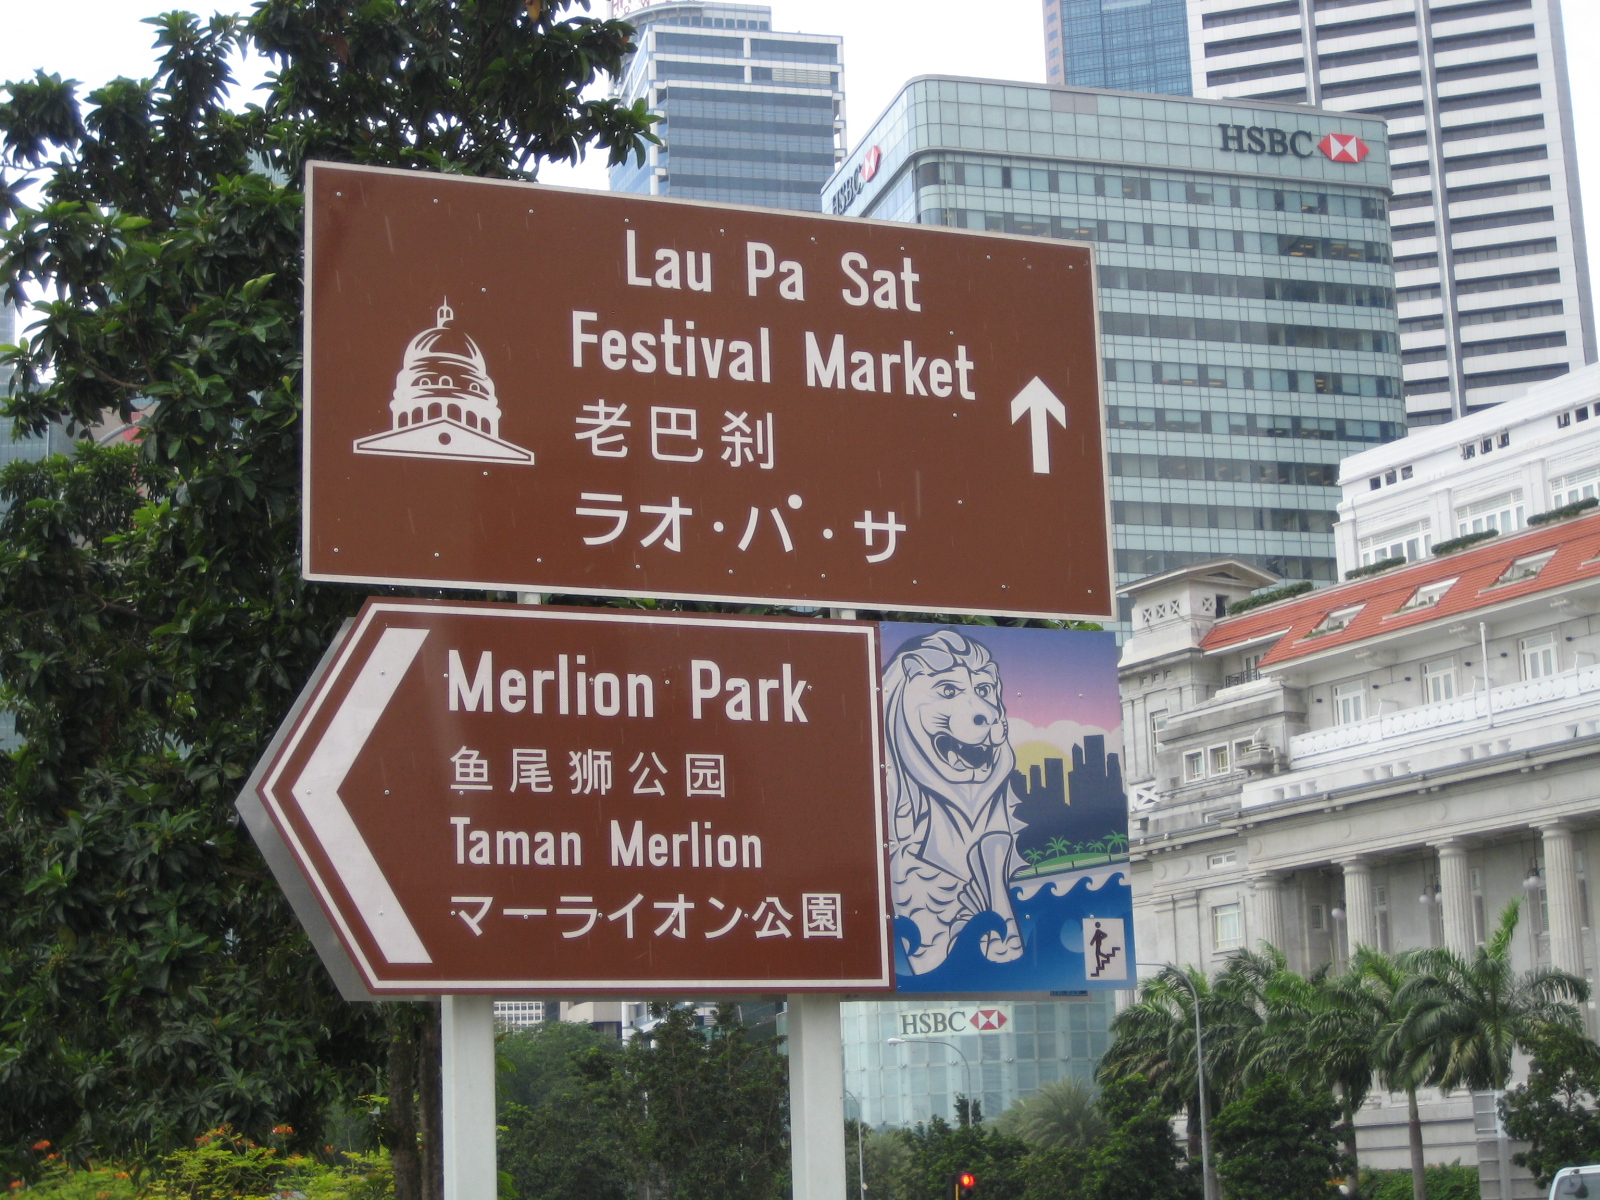 HSBC
HSBC
Lau Pa Sat
Festival Market
老巴刹
ラオ・パ・サ
Merlion Park
鱼尾狮公园
Taman Merlion
マーライオン公園
HSBC